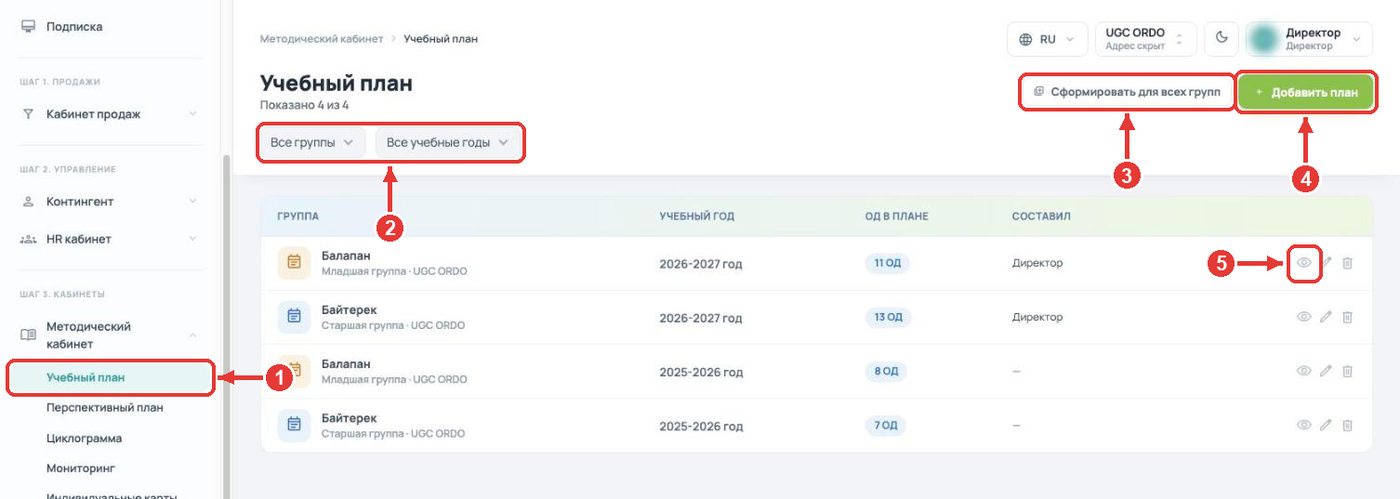 Подписка
ШАГ 1. ПРОДАЖИ
Кабинет продаж
ШАГ 2. УПРАВЛЕНИЕ
Контингент
HR кабинет
ШАГ 3. КАБИНЕТЫ
Методический
кабинет
Учебный план
Перспективный план
Циклограмма
Мониторинг
Индивидуальные карты
1
Методический кабинет > Учебный план
RU
UGC ORDO
Адрес скрыт
Директор
Директор
Учебный план
Показано 4 из 4
Сформировать для всех групп
+ Добавить план
Все группы
Все учебные годы
2
3
4
ГРУППА УЧЕБНЫЙ ГОД ОД В ПЛАНЕ СОСТАВИЛ
Балапан
Младшая группа · UGC ORDO
2026-2027 год
11 ОД
Директор
5
Байтерек
Старшая группа · UGC ORDO
2026-2027 год
13 ОД
Директор
Балапан
Младшая группа · UGC ORDO
2025-2026 год
8 ОД
—
Байтерек
Старшая группа · UGC ORDO
2025-2026 год
7 ОД
—